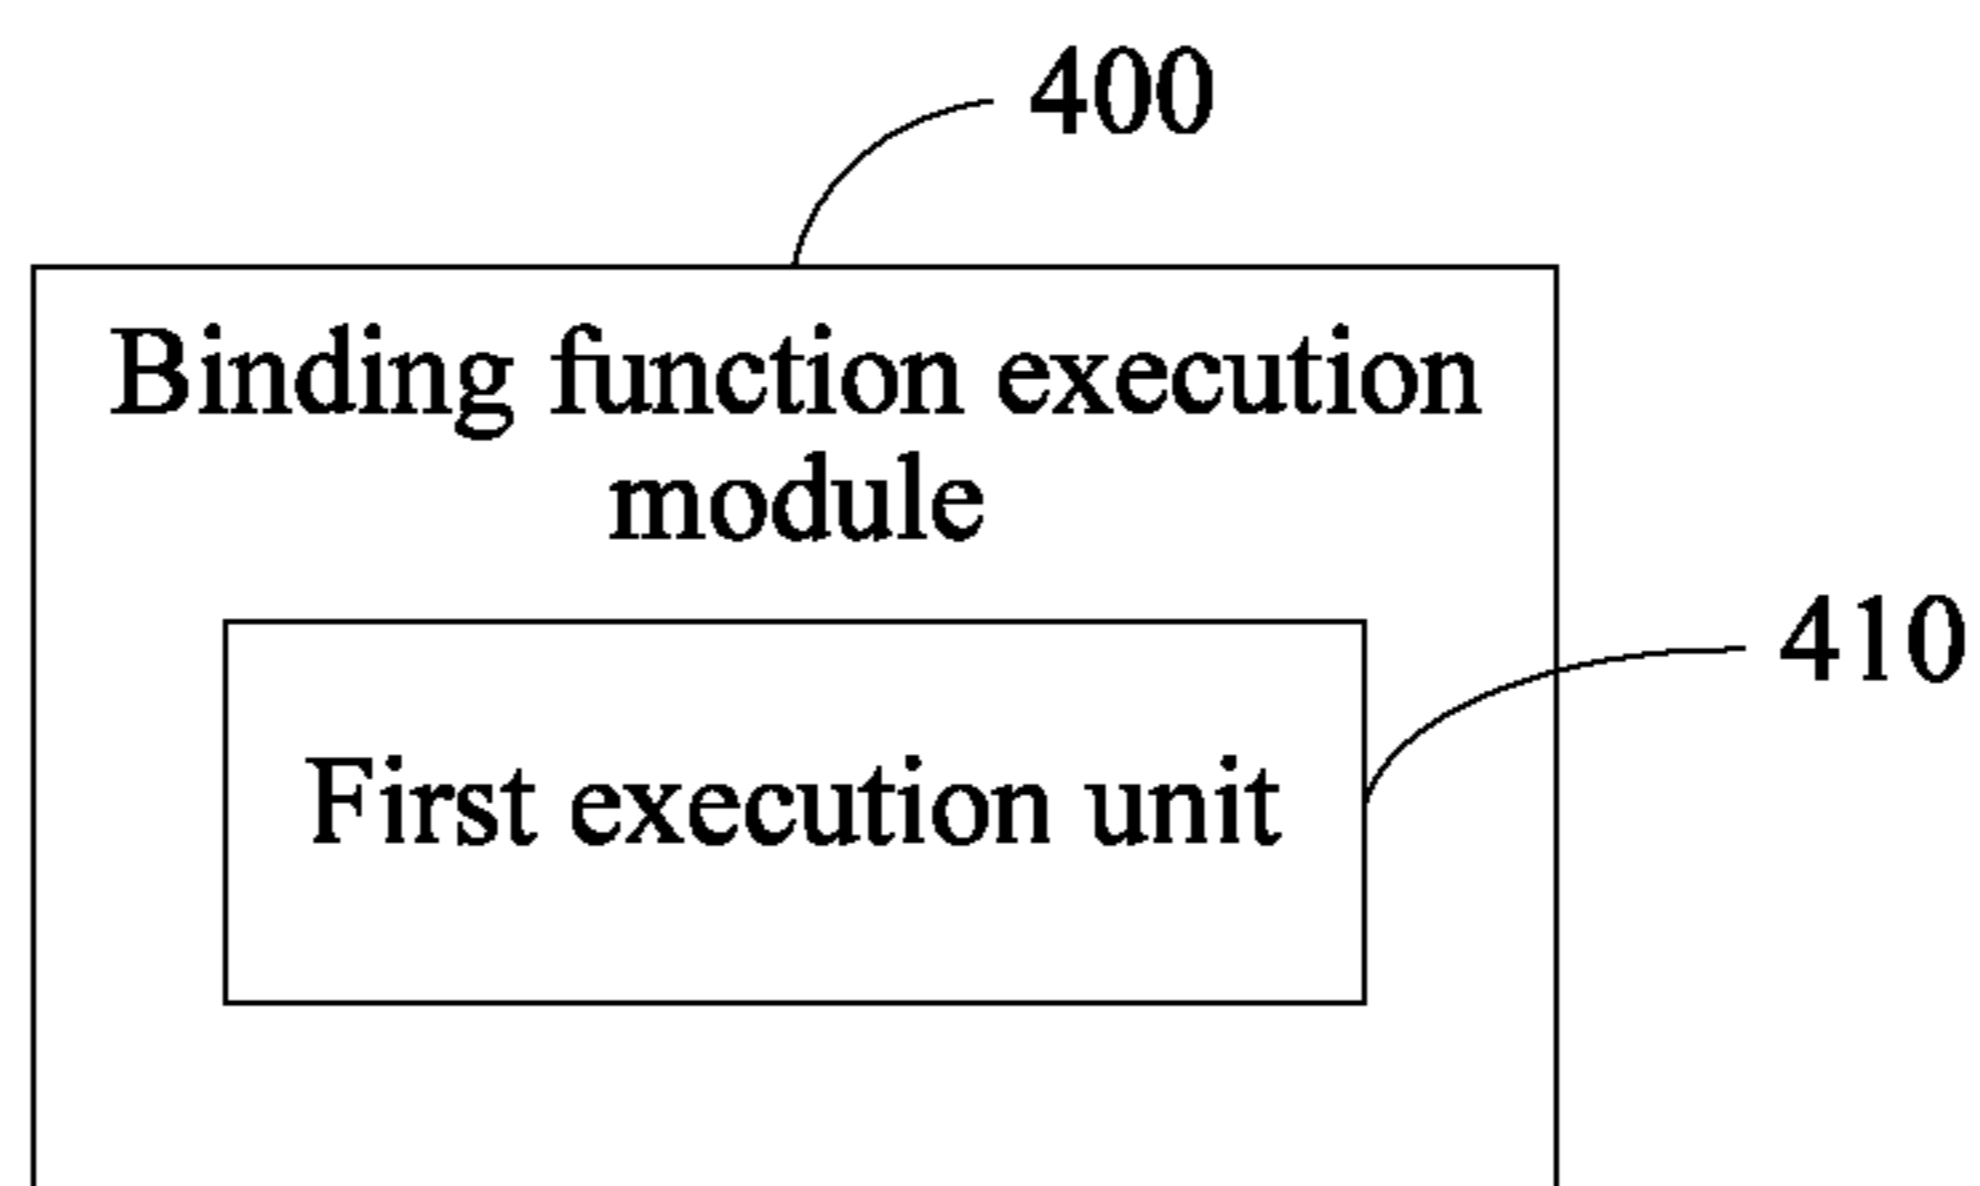 400
Binding function execution
module
410
First execution unit